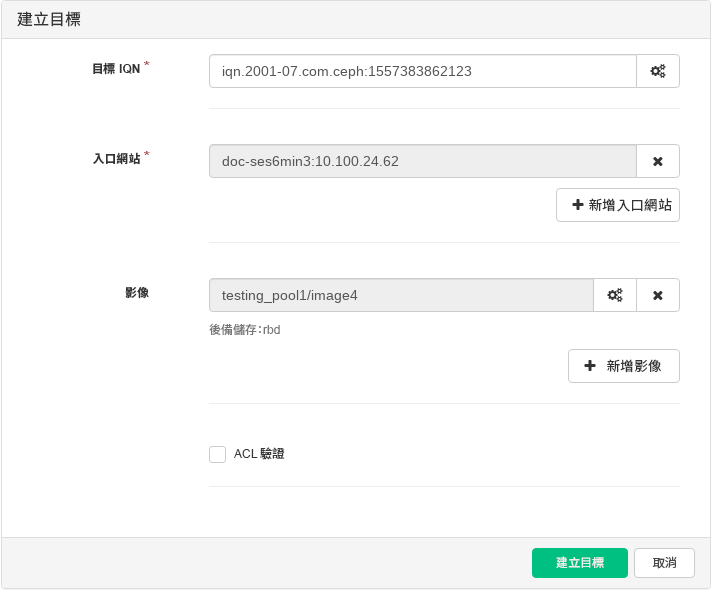 建立目標
目標 IQN *
iqn.2001-07.com.ceph:1557383862123
入口網站 *
doc-ses6min3:10.100.24.62
新增入口網站
影像
testing_pool1/image4
後備儲存：rbd
新增影像
ACL 驗證
建立目標
取消